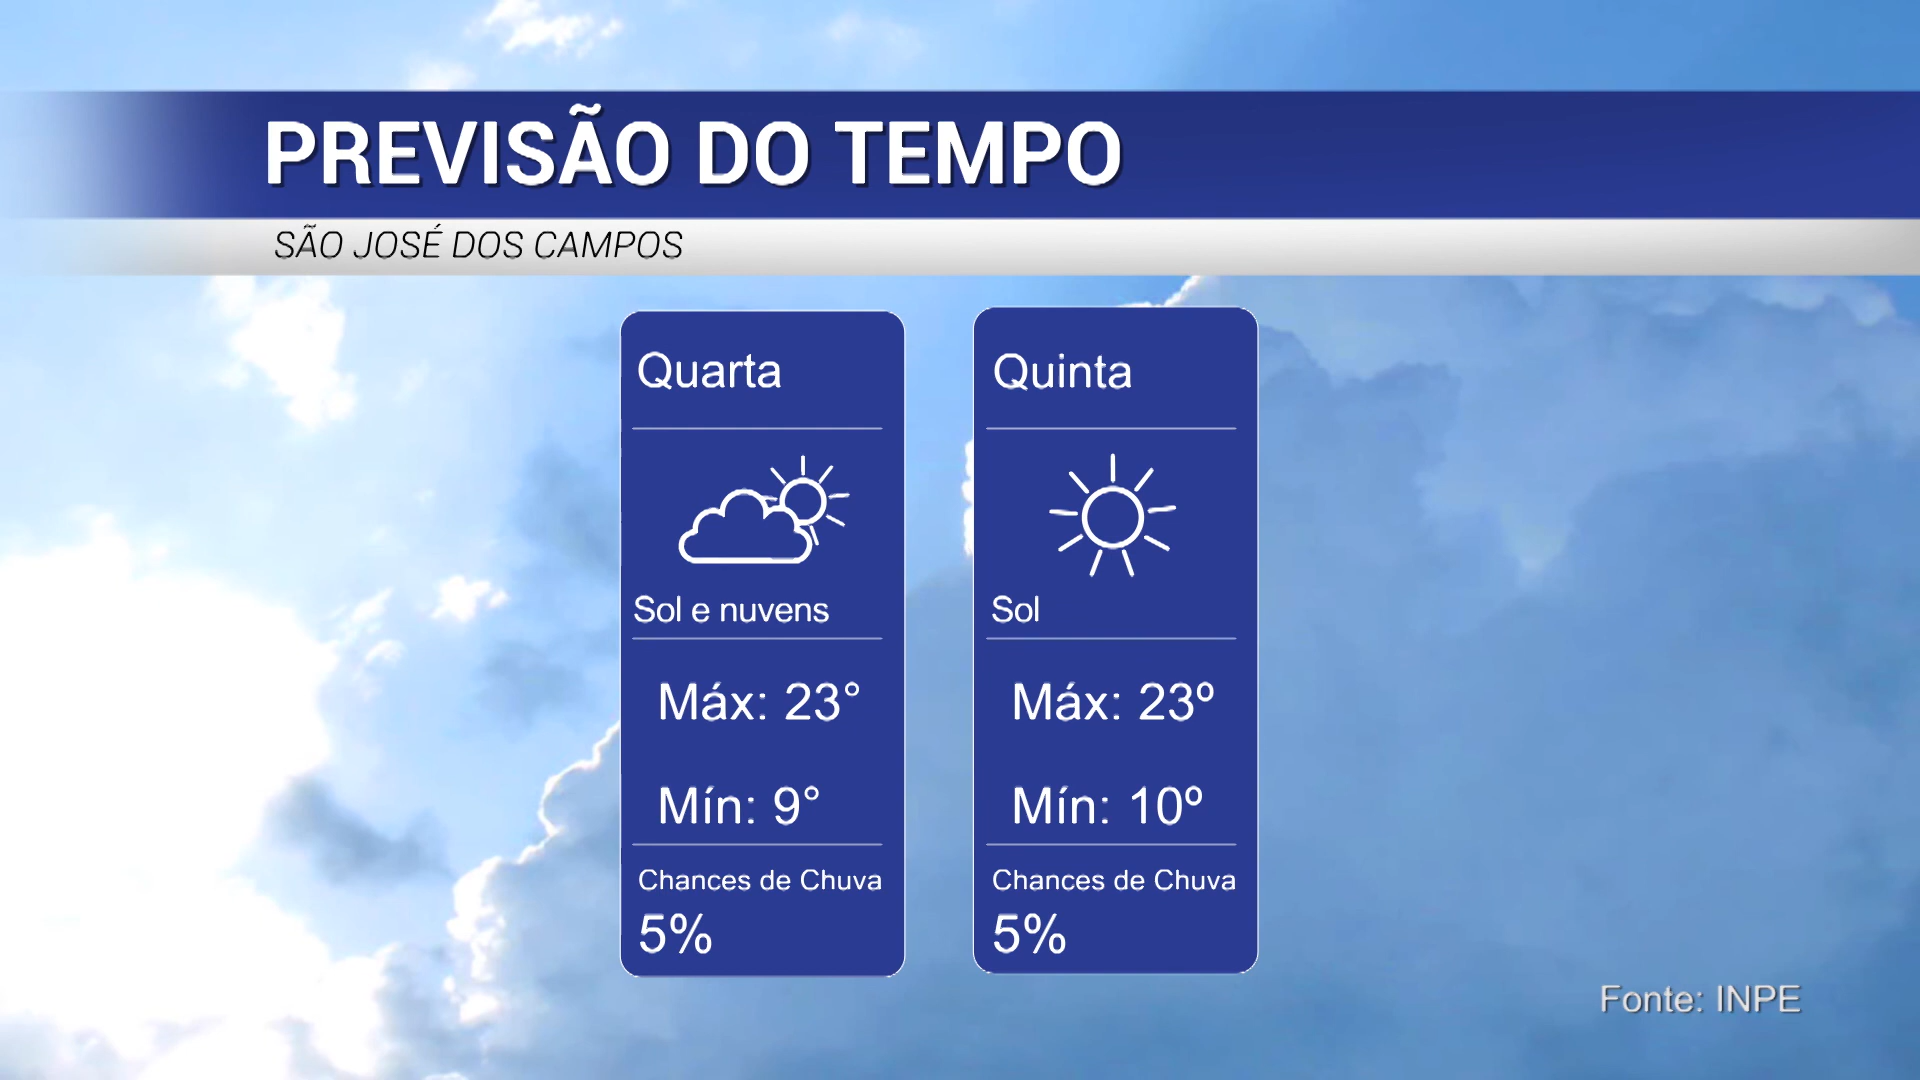 PREVISÃO DO TEMPO
SÃO JOSÉ DOS CAMPOS
Quarta
Sol e nuvens
Máx: 23°
Mín: 9°
Chances de Chuva
5%
Quinta
Sol
Máx: 23º
Mín: 10º
Chances de Chuva
5%
Fonte: INPE